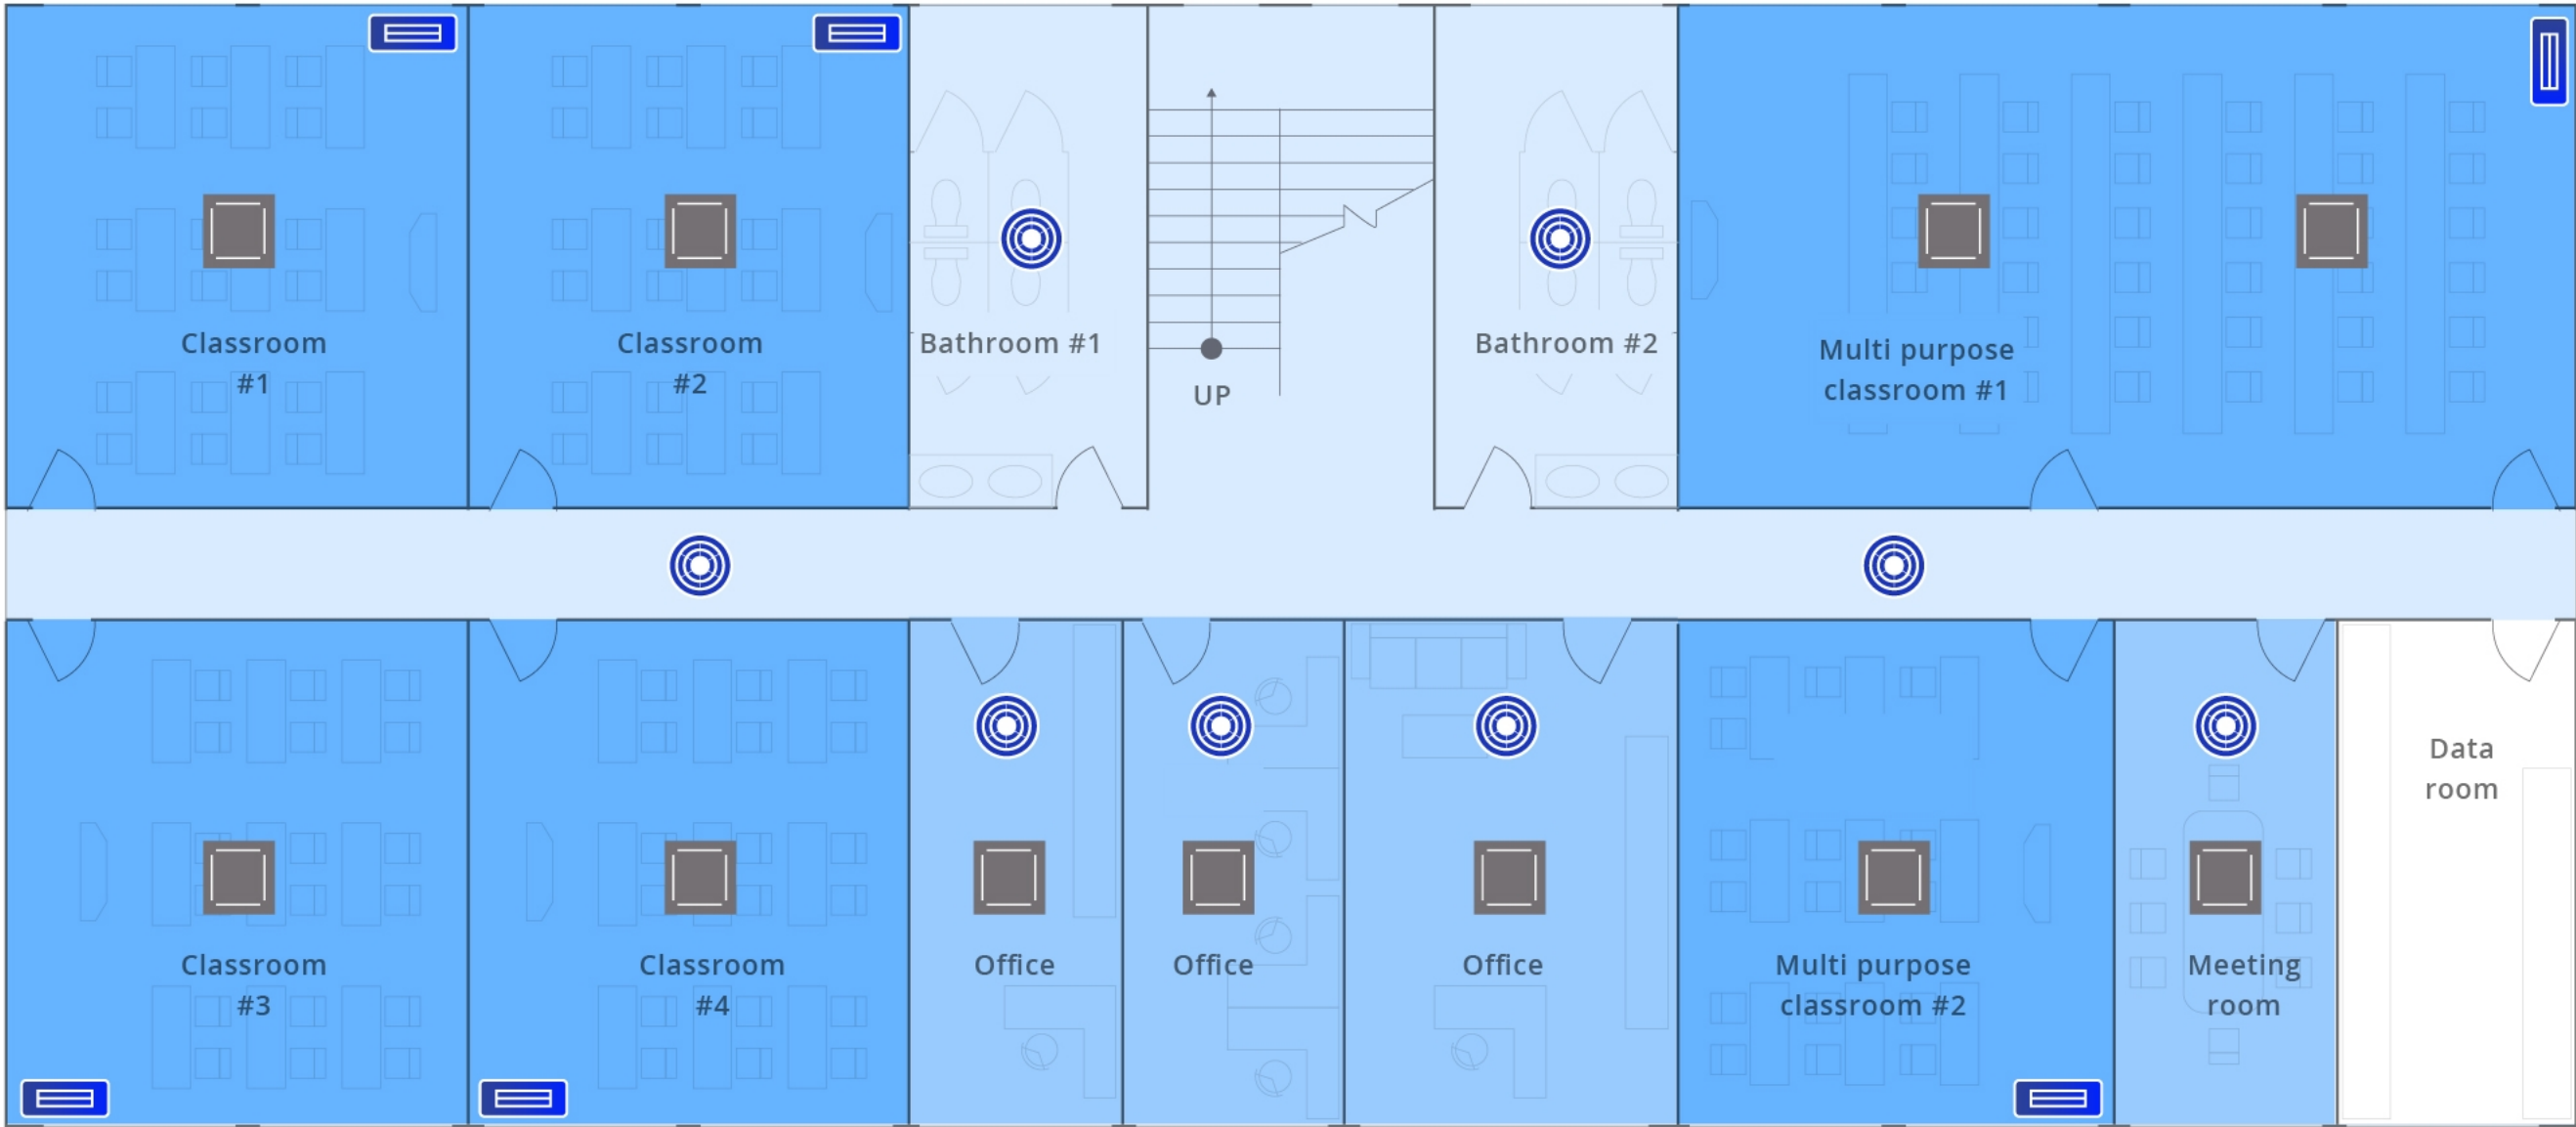 Classroom
#1
Classroom
#2
Bathroom #1
UP
Bathroom #2
Multi purpose
classroom #1
Classroom
#3
Classroom
#4
Office
Office
Office
Multi purpose
classroom #2
Meeting
room
Data
room